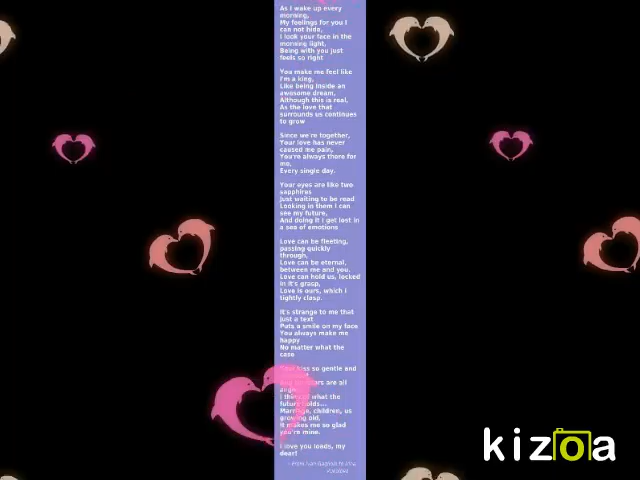 As I wake up every
morning,
My feelings for you I
can not hide,
I look your face in the
morning light,
Being with you just
feels so right
You make me feel like
I'm a king,
Like being inside an
awesome dream,
Although this is real,
As the love that
surrounds us continues
to grow
Since we're together,
Your love has never
caused me pain,
You're always there for
me,
Every single day.
Your eyes are like two
sapphires
Just waiting to be read
Looking in them I can
see my future,
And doing it I get lost in
a sea of emotions
Love can be fleeting,
passing quickly
through,
Love can be eternal,
between me and you.
Love can hold us, locked
in it's grasp,
Love is ours, which I
tightly clasp.
It's strange to me that
just a text
Puts a smile on my face
You always make me
happy
No matter what the
case
kiss so gentle and
are all
I think of what the
future holds...
Marriage, children, us
growing old,
It makes me so glad
you're mine.
I love you loads, my
dear!
kizoa